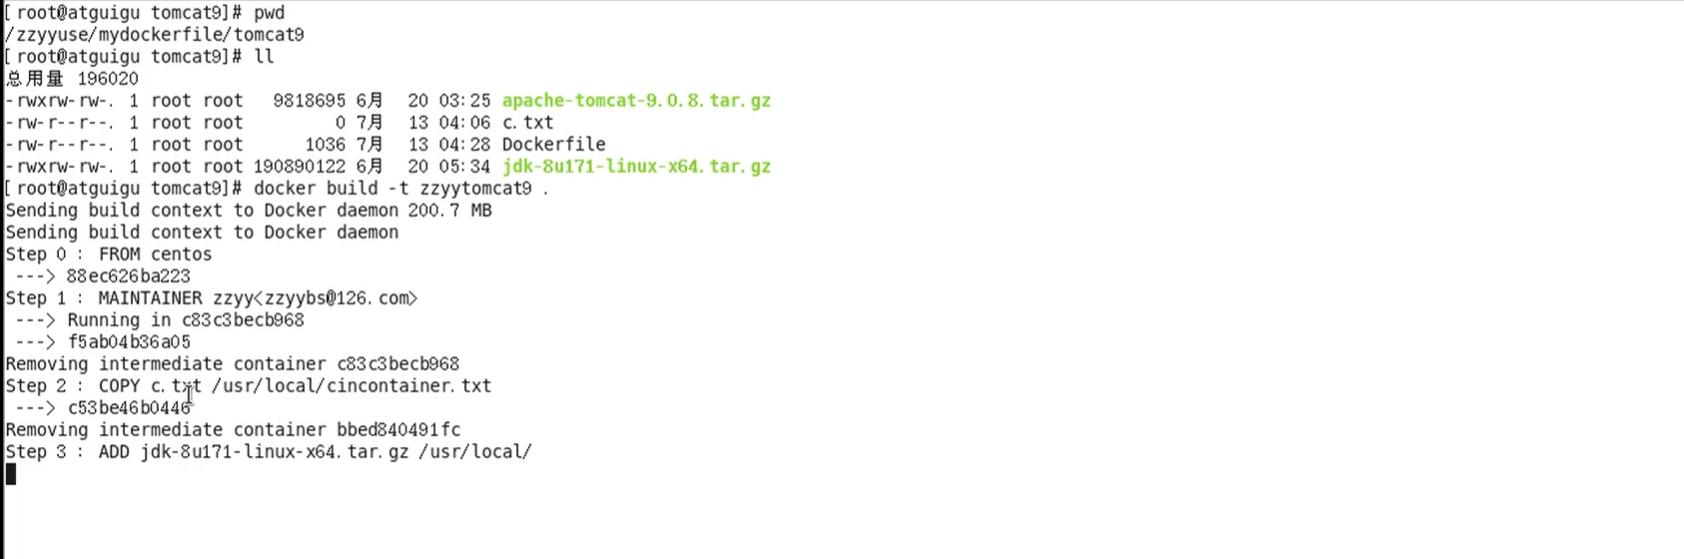 [root@atguigu tomcat9]# pwd
/zzyyuse/mydockerfile/tomcat9
[root@atguigu tomcat9]# ll
总用量 196020
-rwxrw-rw-. 1 root root   9818695 6月  20 03:25 apache-tomcat-9.0.8.tar.gz
-rw-r--r--. 1 root root         0 7月  13 04:06 c.txt
-rw-r--r--. 1 root root      1036 7月  13 04:28 Dockerfile
-rwxrw-rw-. 1 root root 190890122 6月  20 05:34 jdk-8u171-linux-x64.tar.gz
[root@atguigu tomcat9]# docker build -t zzyytomcat9 .
Sending build context to Docker daemon 200.7 MB
Sending build context to Docker daemon
Step 0 : FROM centos
 ---> 88ec626ba223
Step 1 : MAINTAINER zzyy<zzyybs@126.com>
 ---> Running in c83c3becb968
 ---> f5ab04b36a05
Removing intermediate container c83c3becb968
Step 2 : COPY c.txt /usr/local/cincontainer.txt
 ---> c53be46b0446
Removing intermediate container bbed840491fc
Step 3 : ADD jdk-8u171-linux-x64.tar.gz /usr/local/